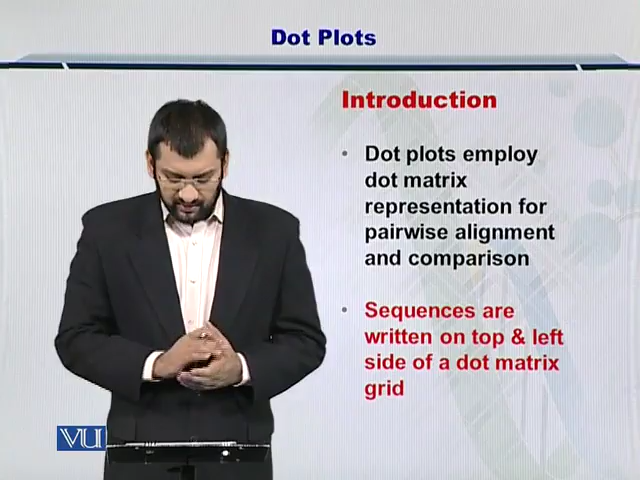 Dot Plots
Introduction
• Dot plots employ
dot matrix
representation for
pairwise alignment
and comparison
• Sequences are
written on top & left
side of a dot matrix
grid
VU